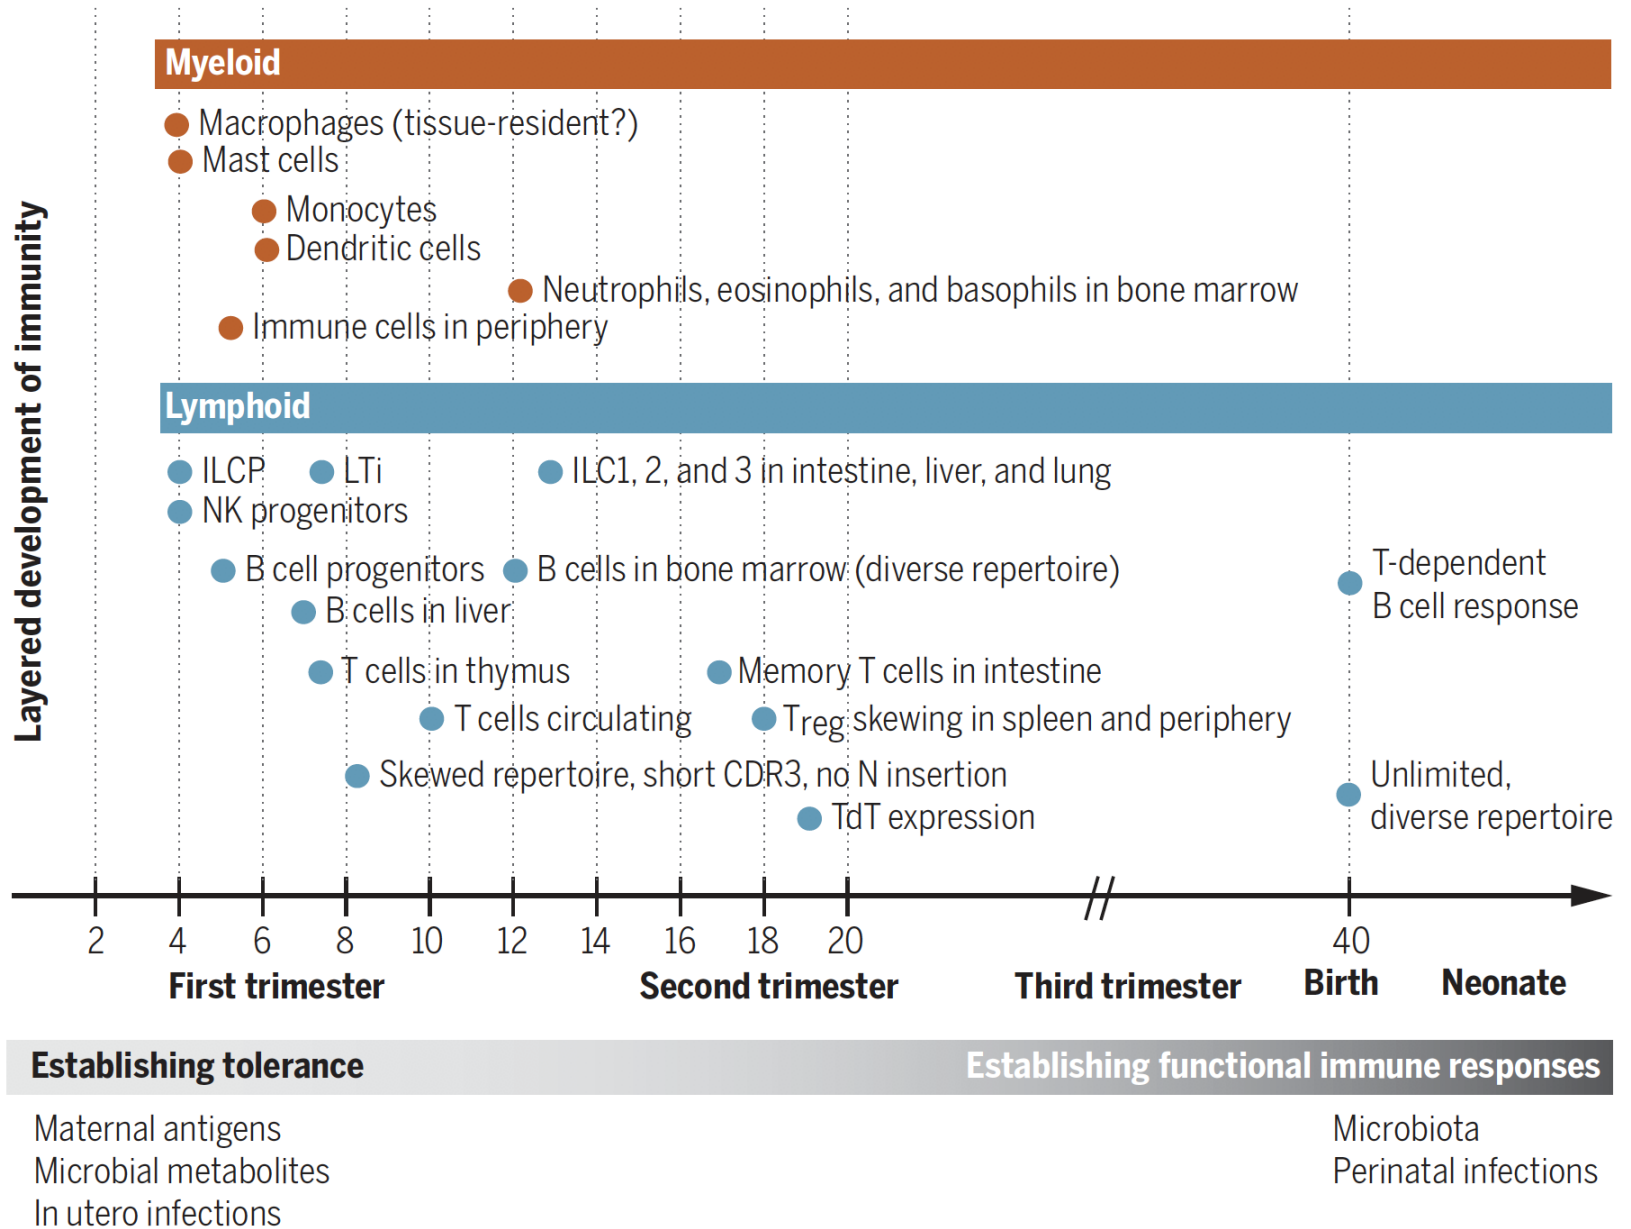 Layered development of immunity
Myeloid
Macrophages (tissue-resident?)
Mast cells
Monocytes
Dendritic cells
Neutrophils, eosinophils, and basophils in bone marrow
Immune cells in periphery
Lymphoid
ILCP
LTi
ILC1, 2, and 3 in intestine, liver, and lung
NK progenitors
B cell progenitors
B cells in bone marrow (diverse repertoire)
T-dependent
B cell response
B cells in liver
T cells in thymus
Memory T cells in intestine
T cells circulating
Treg skewing in spleen and periphery
Skewed repertoire, short CDR3, no N insertion
Unlimited,
diverse repertoire
TdT expression
2 4 6 8 10 12 14 16 18 20 40
First trimester
Second trimester
Third trimester
Birth
Neonate
Establishing tolerance
Establishing functional immune responses
Maternal antigens
Microbial metabolites
In utero infections
Microbiota
Perinatal infections